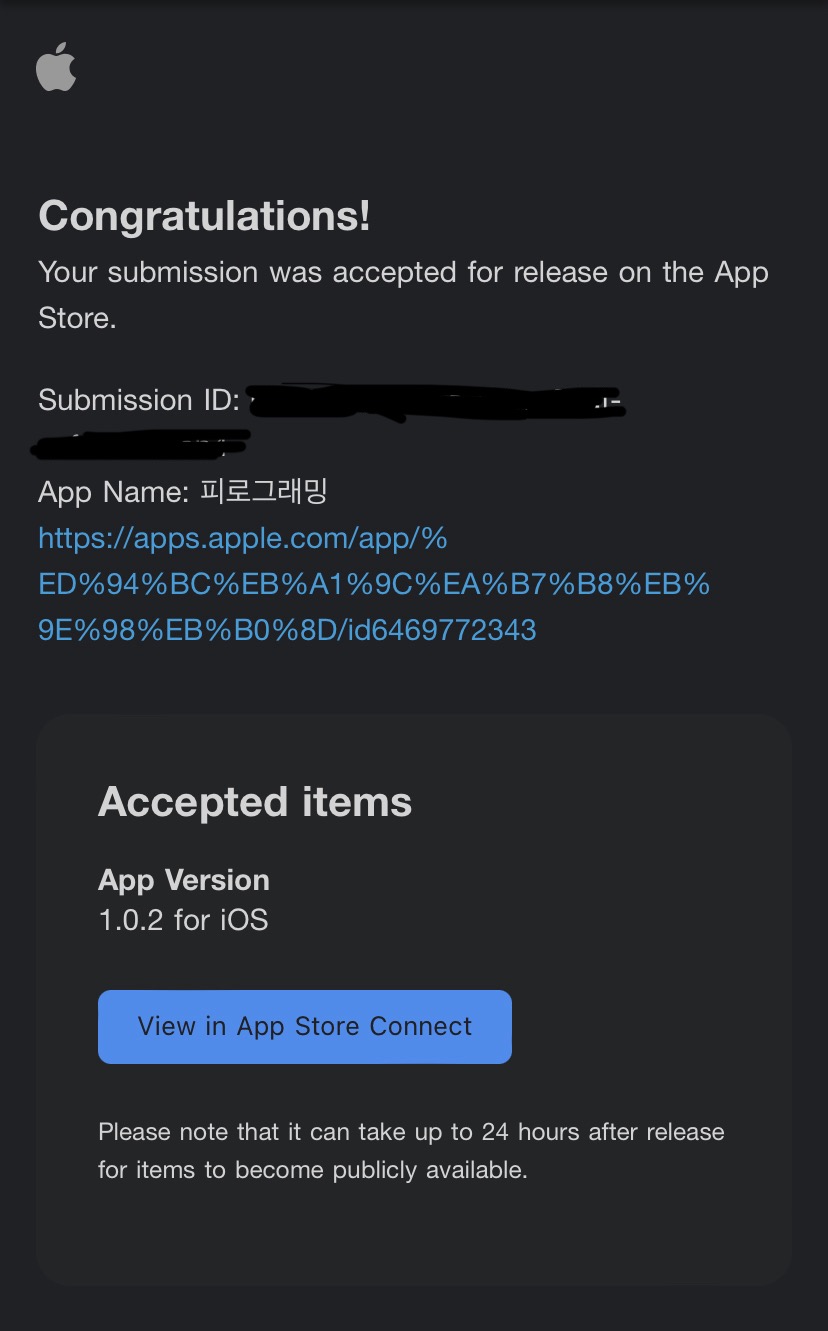 Congratulations!
Your submission was accepted for release on the App
Store.
Submission ID:
App Name: 피로그래밍
https://apps.apple.com/app/%
ED%94%BC%EB%A1%9C%EA%B7%B8%EB%
9E%98%EB%B0%8D/id6469772343
Accepted items
App Version
1.0.2 for iOS
View in App Store Connect
Please note that it can take up to 24 hours after release
for items to become publicly available.